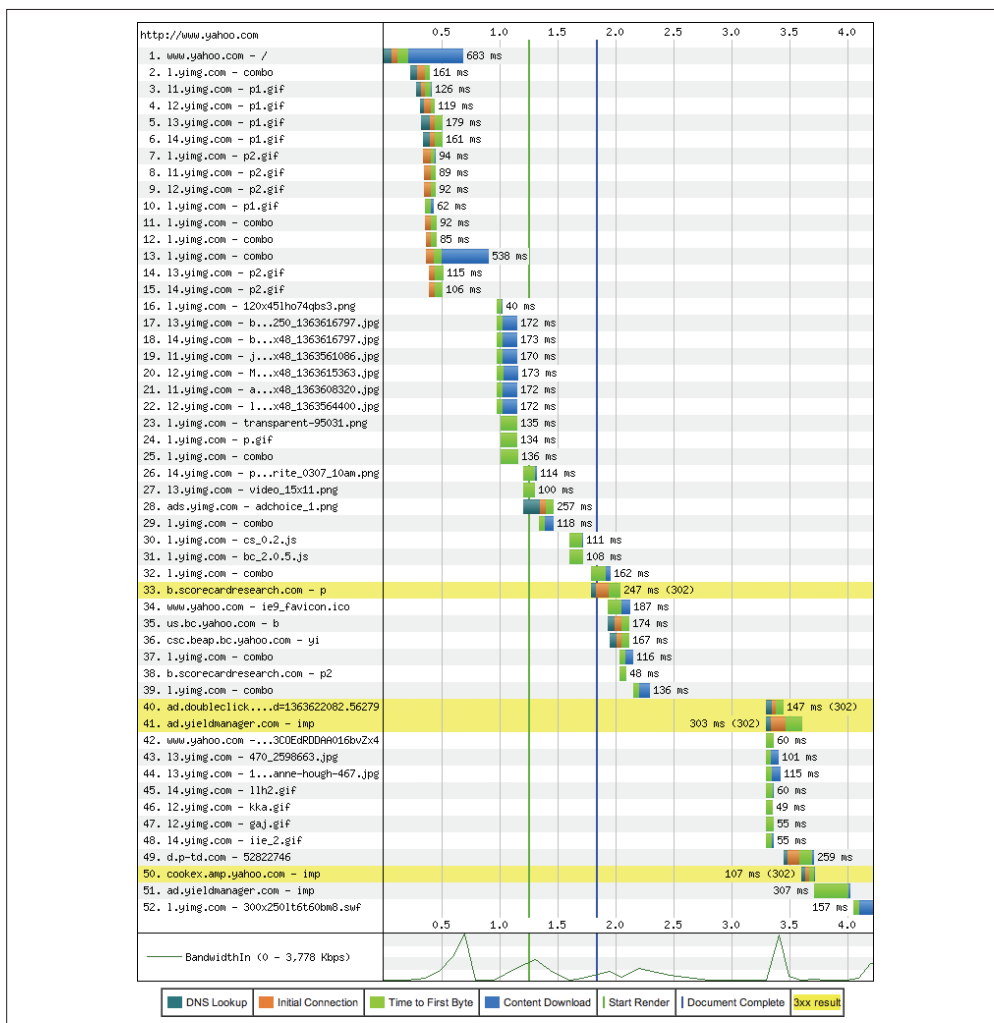 http://www.yahoo.com 0.5 1.0 1.5 2.0 2.5 3.0 3.5 4.0
1. www.yahoo.com - / 683 ms
2. l.yimg.com - combo 161 ms
3. l1.yimg.com - p1.gif 126 ms
4. l2.yimg.com - p1.gif 119 ms
5. l3.yimg.com - p1.gif 179 ms
6. l4.yimg.com - p1.gif 161 ms
7. l.yimg.com - p2.gif 94 ms
8. l1.yimg.com - p2.gif 89 ms
9. l2.yimg.com - p2.gif 92 ms
10. l.yimg.com - p1.gif 62 ms
11. l.yimg.com - combo 92 ms
12. l.yimg.com - combo 85 ms
13. l.yimg.com - combo 538 ms
14. l3.yimg.com - p2.gif 115 ms
15. l4.yimg.com - p2.gif 106 ms
16. l.yimg.com - 120x45lho74qbs3.png 40 ms
17. l3.yimg.com - b...250_1363616797.jpg 172 ms
18. l4.yimg.com - b...x48_1363616797.jpg 173 ms
19. l1.yimg.com - j...x48_1363561086.jpg 170 ms
20. l2.yimg.com - M...x48_1363615363.jpg 173 ms
21. l1.yimg.com - a...x48_1363608320.jpg 172 ms
22. l2.yimg.com - l...x48_1363564400.jpg 172 ms
23. l.yimg.com - transparent-95031.png 135 ms
24. l.yimg.com - p.gif 134 ms
25. l.yimg.com - combo 136 ms
26. l4.yimg.com - p...rite_0307_10am.png 114 ms
27. l3.yimg.com - video_15x11.png 100 ms
28. ads.yimg.com - adchoice_1.png 257 ms
29. l.yimg.com - combo 118 ms
30. l.yimg.com - cs_0.2.js 111 ms
31. l.yimg.com - bc_2.0.5.js 108 ms
32. l.yimg.com - combo 162 ms
33. b.scorecardresearch.com - p 247 ms (302)
34. www.yahoo.com - ie9_favicon.ico 187 ms
35. us.bc.yahoo.com - b 174 ms
36. csc.beap.bc.yahoo.com - yi 167 ms
37. l.yimg.com - combo 116 ms
38. b.scorecardresearch.com - p2 48 ms
39. l.yimg.com - combo 136 ms
40. ad.doubleclick....d=1363622082.56279 147 ms (302)
41. ad.yieldmanager.com - imp 303 ms (302)
42. www.yahoo.com -...3COEdRDDAA016bvZx4 60 ms
43. l3.yimg.com - 470_2598663.jpg 101 ms
44. l3.yimg.com - 1...anne-hough-467.jpg 115 ms
45. l4.yimg.com - llh2.gif 60 ms
46. l2.yimg.com - kka.gif 49 ms
47. l2.yimg.com - gaj.gif 55 ms
48. l4.yimg.com - iie_2.gif 55 ms
49. d.p-td.com - 52822746 259 ms
50. cookex.amp.yahoo.com - imp 107 ms (302)
51. ad.yieldmanager.com - imp 307 ms
52. l.yimg.com - 300x250lt6t60bm8.swf 157 ms
0.5 1.0 1.5 2.0 2.5 3.0 3.5 4.0
BandwidthIn (0 - 3,778 Kbps)
DNS Lookup Initial Connection Time to First Byte Content Download Start Render Document Complete 3xx result